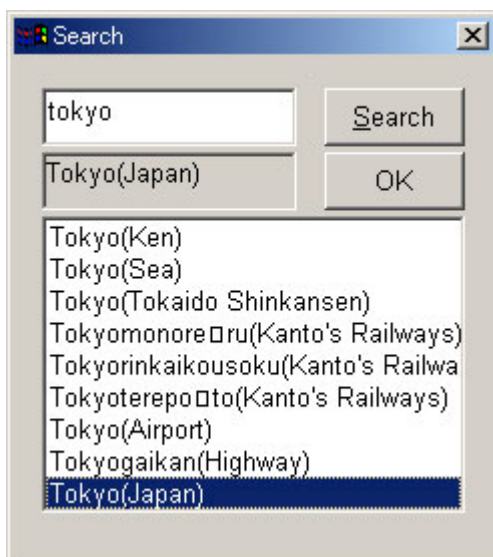 Search
tokyo
Search
Tokyo(Japan)
OK
Tokyo(Ken)
Tokyo(Sea)
Tokyo(Tokaido Shinkansen)
Tokyomonore□ru(Kanto's Railways)
Tokyorinkaikousoku(Kanto's Railwa
Tokyoterepo□to(Kanto's Railways)
Tokyo(Airport)
Tokyogaikan(Highway)
Tokyo(Japan)